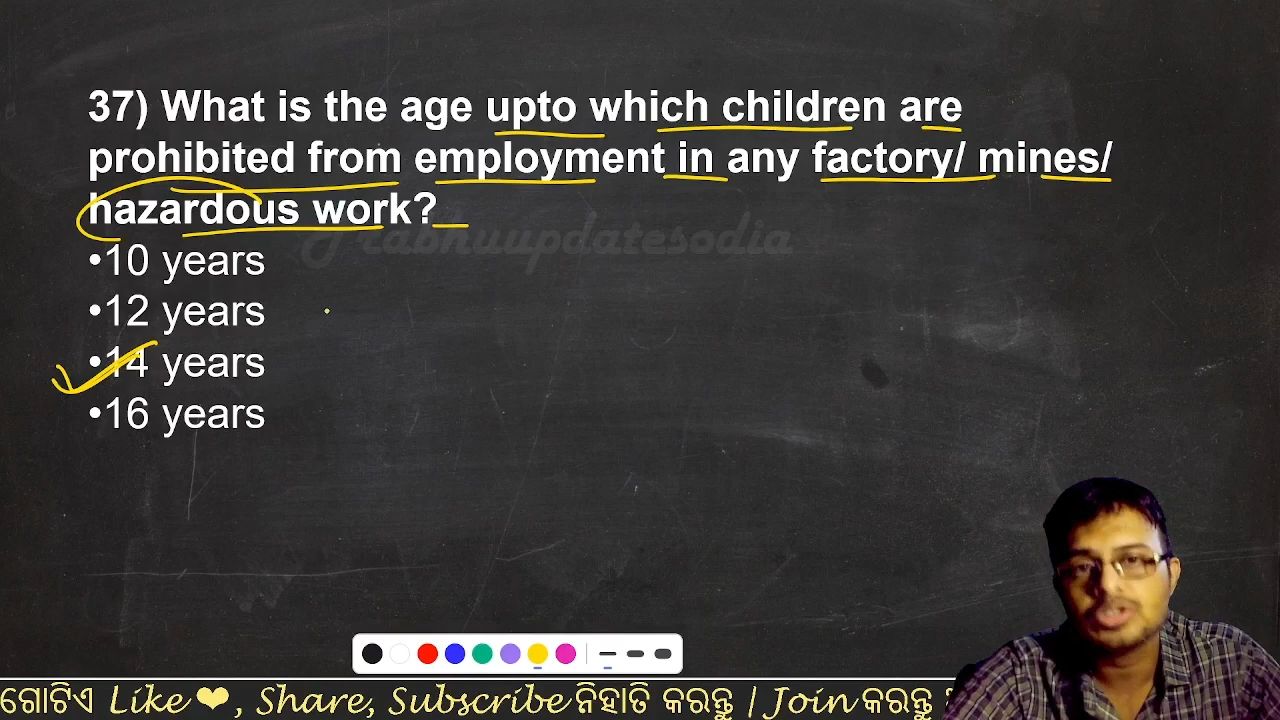 37) What is the age upto which children are
prohibited from employment in any factory/ mines/
hazardous work?
Prabhuupdatesodia
•10 years
•12 years
•14 years
•16 years
ଗୋଟିଏ Like ❤, Share, Subscribe ନିହାତି କରନ୍ତୁ | Join କରନ୍ତୁ